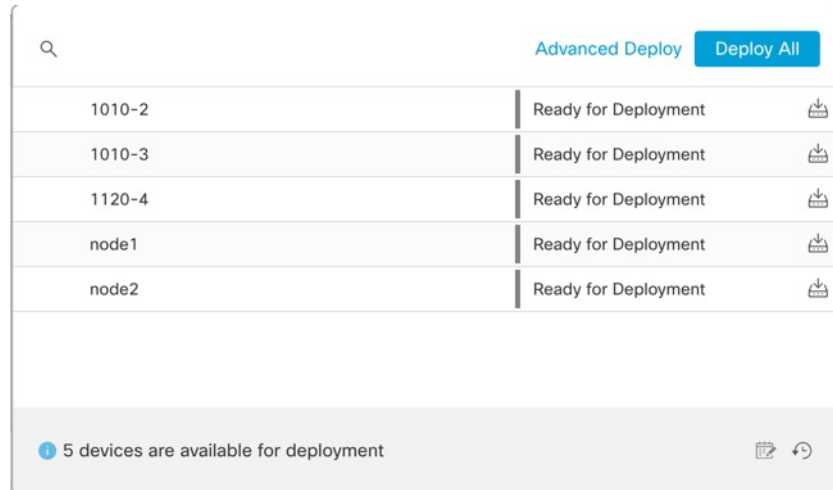 Advanced Deploy Deploy All
1010-2 Ready for Deployment
1010-3 Ready for Deployment
1120-4 Ready for Deployment
node1 Ready for Deployment
node2 Ready for Deployment
5 devices are available for deployment